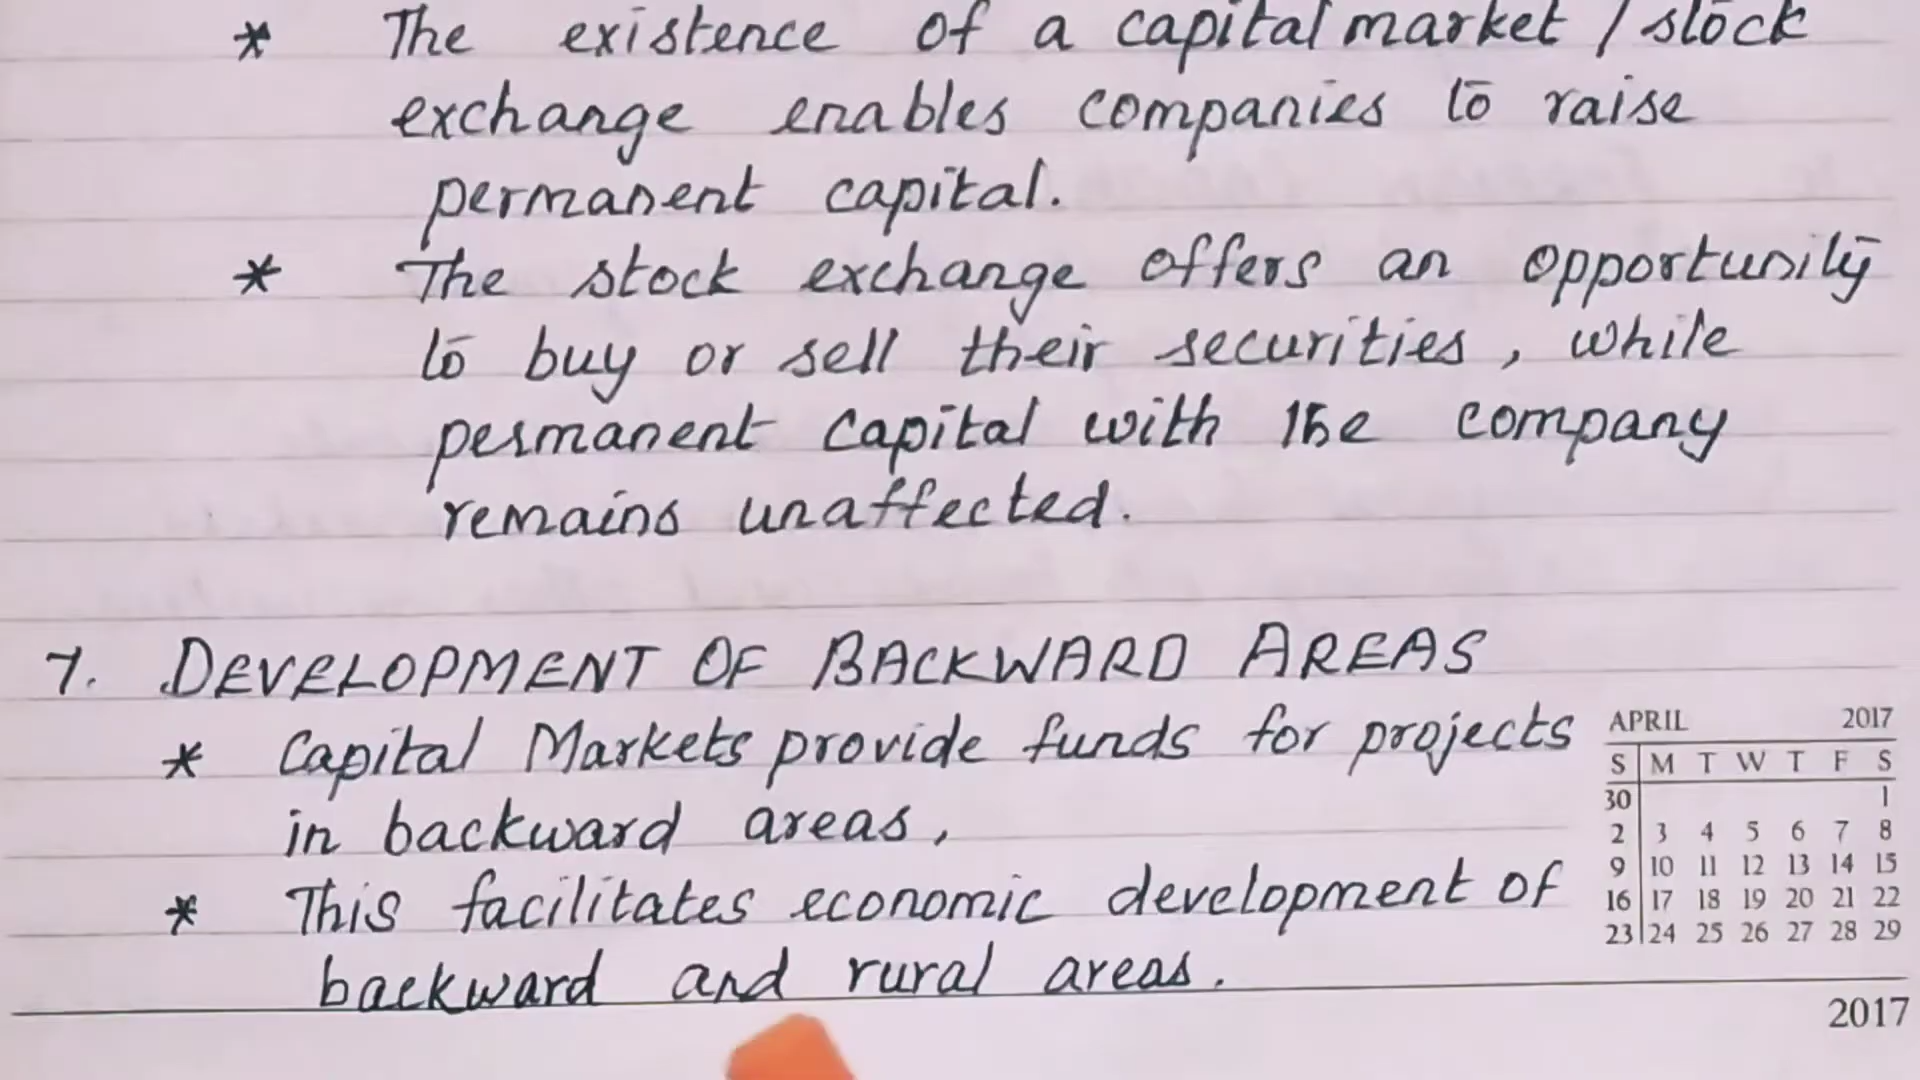 * The existence of a capital market / stock
exchange enables companies to raise
permanent capital.
* The stock exchange offers an opportunity
to buy or sell their securities, while
permanent capital with the company
remains unaffected.
7. DEVELOPMENT OF BACKWARD AREAS
* Capital Markets provide funds for projects
in backward areas,
* This facilitates economic development of
backward and rural areas.
APRIL 2017
S M T W T F S
30 1
2 3 4 5 6 7 8
9 10 11 12 13 14 15
16 17 18 19 20 21 22
23 24 25 26 27 28 29
2017